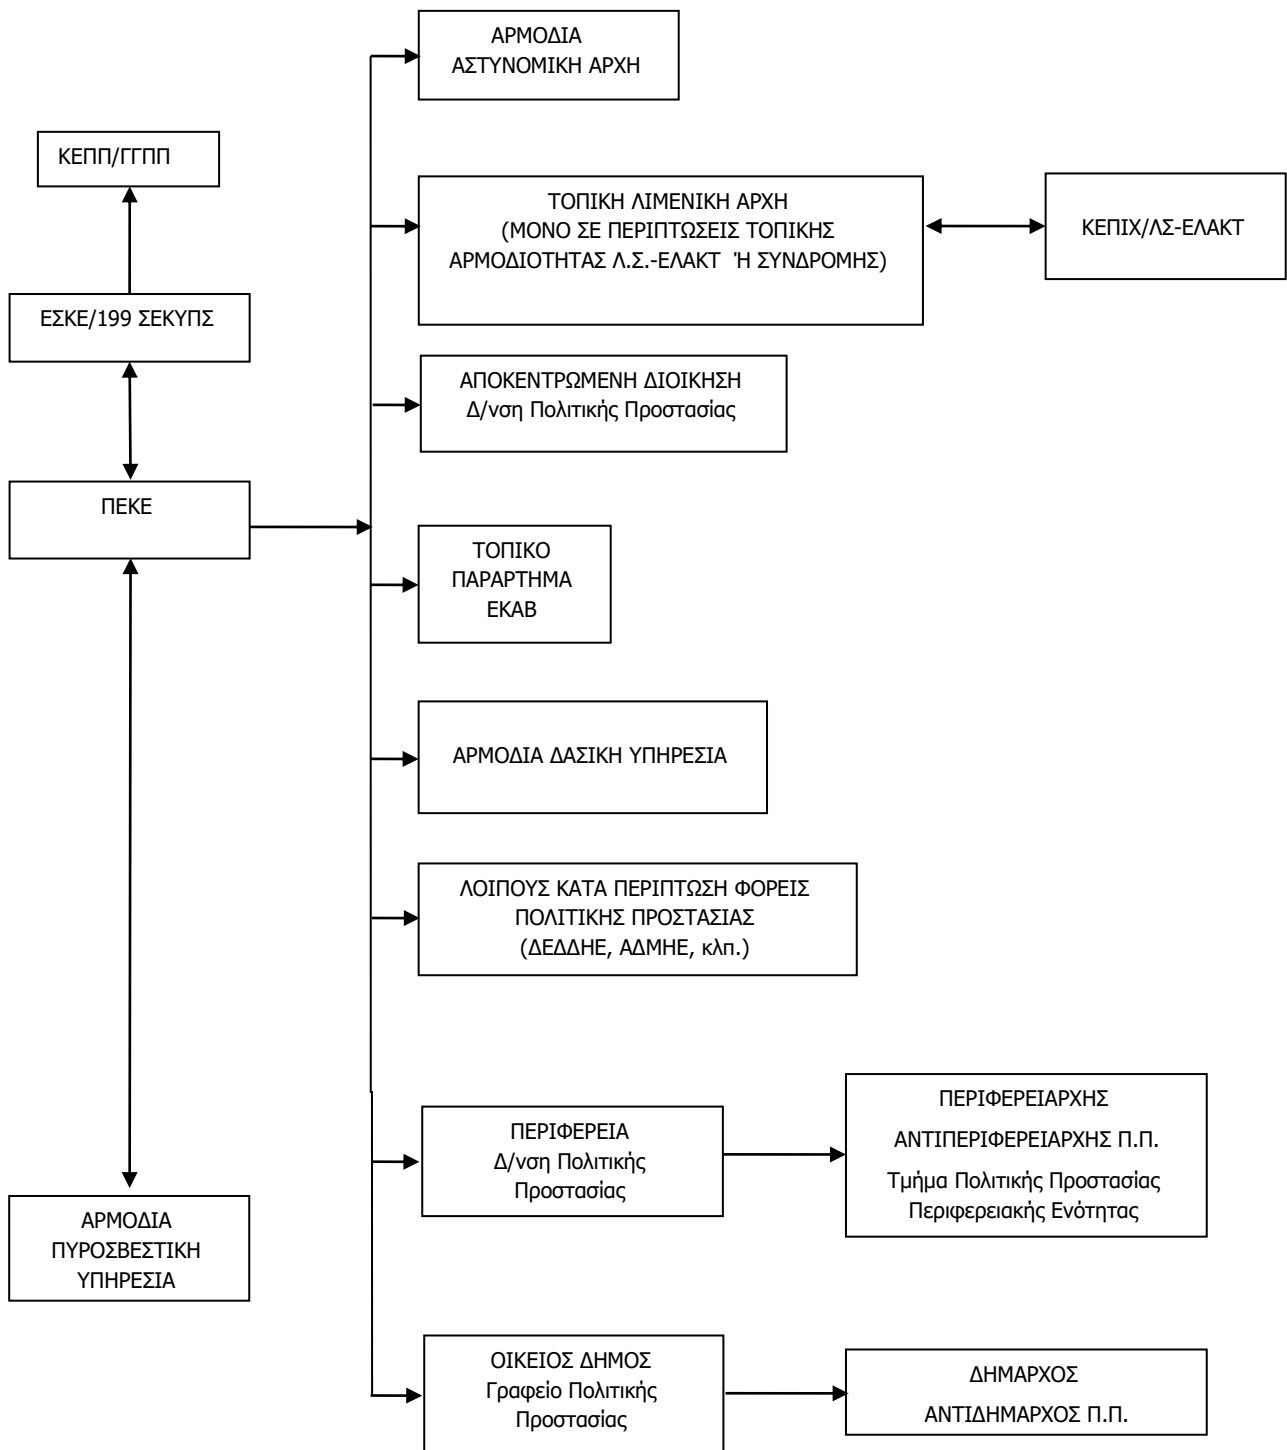 ΑΡΜΟΔΙΑ
ΑΣΤΥΝΟΜΙΚΗ ΑΡΧΗ
ΚΕΠΠ/ΓΓΠΠ
ΤΟΠΙΚΗ ΛΙΜΕΝΙΚΗ ΑΡΧΗ
(ΜΟΝΟ ΣΕ ΠΕΡΙΠΤΩΣΕΙΣ ΤΟΠΙΚΗΣ
ΑΡΜΟΔΙΟΤΗΤΑΣ Λ.Σ.-ΕΛΑΚΤ Ή ΣΥΝΔΡΟΜΗΣ)
ΚΕΠΙΧ/ΛΣ-ΕΛΑΚΤ
ΕΣΚΕ/199 ΣΕΚΥΠΣ
ΑΠΟΚΕΝΤΡΩΜΕΝΗ ΔΙΟΙΚΗΣΗ
Δ/νση Πολιτικής Προστασίας
ΠΕΚΕ
ΤΟΠΙΚΟ
ΠΑΡΑΡΤΗΜΑ
ΕΚΑΒ
ΑΡΜΟΔΙΑ ΔΑΣΙΚΗ ΥΠΗΡΕΣΙΑ
ΛΟΙΠΟΥΣ ΚΑΤΑ ΠΕΡΙΠΤΩΣΗ ΦΟΡΕΙΣ
ΠΟΛΙΤΙΚΗΣ ΠΡΟΣΤΑΣΙΑΣ
(ΔΕΔΔΗΕ, ΑΔΜΗΕ, κλπ.)
ΠΕΡΙΦΕΡΕΙΑ
Δ/νση Πολιτικής
Προστασίας
ΠΕΡΙΦΕΡΕΙΑΡΧΗΣ
ΑΝΤΙΠΕΡΙΦΕΡΕΙΑΡΧΗΣ Π.Π.
Τμήμα Πολιτικής Προστασίας
Περιφερειακής Ενότητας
ΑΡΜΟΔΙΑ
ΠΥΡΟΣΒΕΣΤΙΚΗ
ΥΠΗΡΕΣΙΑ
ΟΙΚΕΙΟΣ ΔΗΜΟΣ
Γραφείο Πολιτικής
Προστασίας
ΔΗΜΑΡΧΟΣ
ΑΝΤΙΔΗΜΑΡΧΟΣ Π.Π.